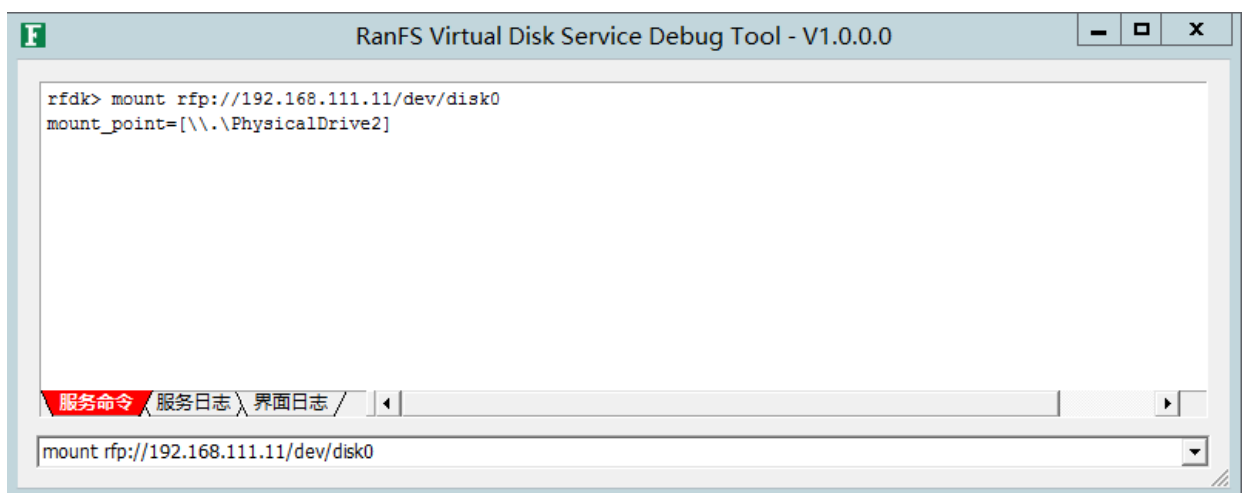 F
RanFS Virtual Disk Service Debug Tool - V1.0.0.0
rfdk> mount rfp://192.168.111.11/dev/disk0
mount_point=[\\.\PhysicalDrive2]
服务命令 服务日志 界面日志
mount rfp://192.168.111.11/dev/disk0